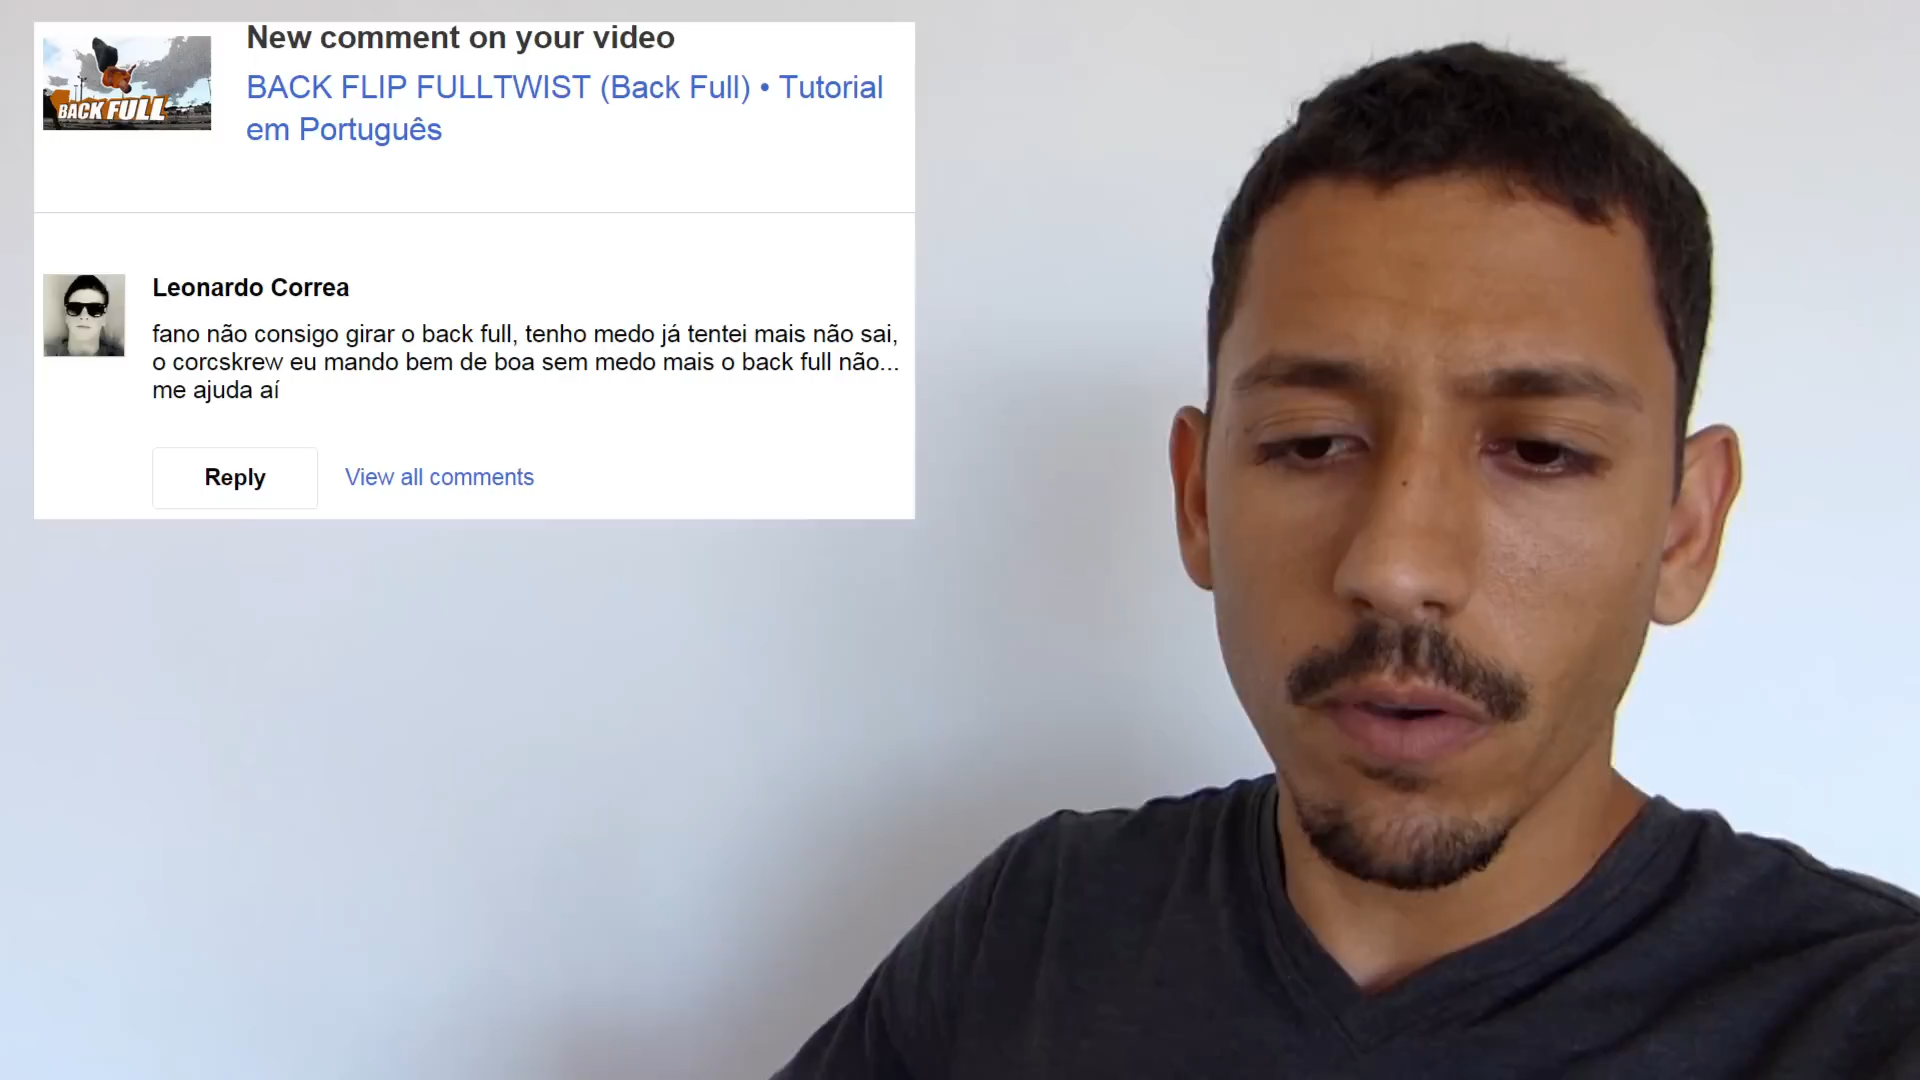 New comment on your video
BACK FULL
BACK FLIP FULLTWIST (Back Full) • Tutorial
em Português
Leonardo Correa
fano não consigo girar o back full, tenho medo já tentei mais não sai,
o corcskrew eu mando bem de boa sem medo mais o back full não...
me ajuda aí
Reply
View all comments